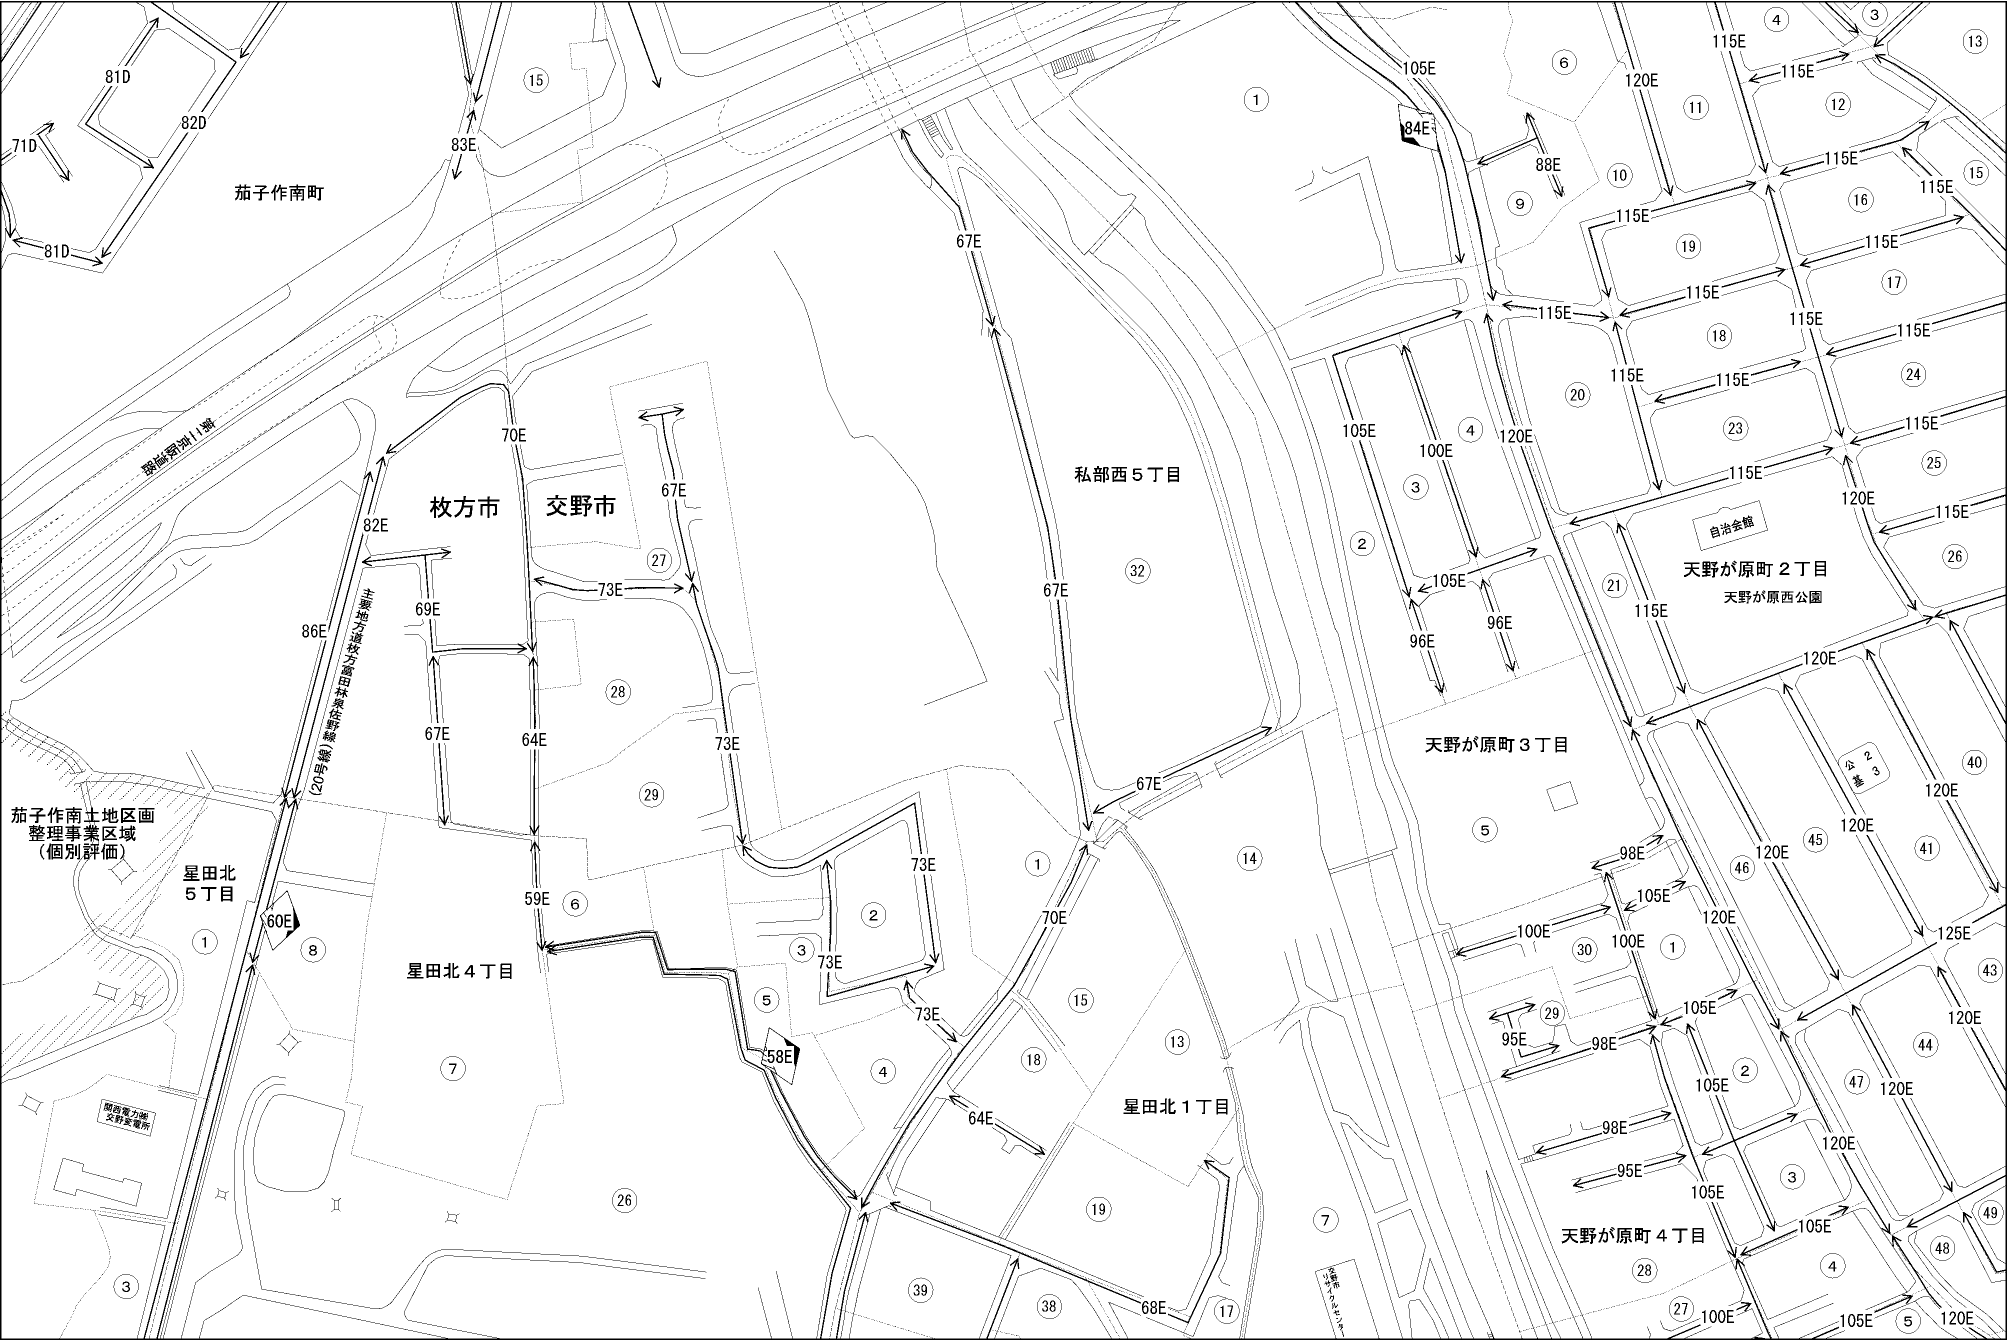 81D
82D
71D
81D
83E
⑮
茄子作南町
①
105E
84E
88E
⑥
⑨
⑩
120E
115E
④
③
⑬
115E
⑪
⑫
115E
⑮
115E
115E
⑯
⑲
115E
67E
115E
115E
⑰
115E
⑱
115E
115E
115E
115E
⑳
㉔
115E
㉓
㉕
115E
120E
115E
㉖
第二京阪道路
70E
82E
枚方市
交野市
67E
㉗
73E
69E
86E
主要地方道枚方富田林泉佐野線
(20号線)
67E
64E
㉘
73E
㉙
67E
私部西5丁目
㉜
105E
100E
④
③
②
120E
105E
96E
96E
自治会館
天野が原町2丁目
天野が原西公園
㉑
115E
120E
天野が原町3丁目
⑤
67E
公2
基3
㊵
120E
120E
120E
㊺
㊶
㊻
茄子作南土地区画
整理事業区域
(個別評価)
星田北
5丁目
①
60E
⑧
星田北4丁目
59E
⑥
73E
②
③
73E
⑤
73E
58E
④
①
70E
⑭
98E
105E
120E
100E
100E
㉚
①
125E
㊸
120E
⑮
⑱
⑬
64E
星田北1丁目
㉙
95E
98E
105E
105E
②
㊼
㊹
120E
98E
95E
105E
120E
③
105E
⑦
関西電力㈱
交野変電所
③
㉖
⑲
68E
㊴
㊳
⑰
⑦
交野市
リサイクルセンター
天野が原町4丁目
㉘
㉗
100E
④
105E
⑤
120E
㊽
㊾